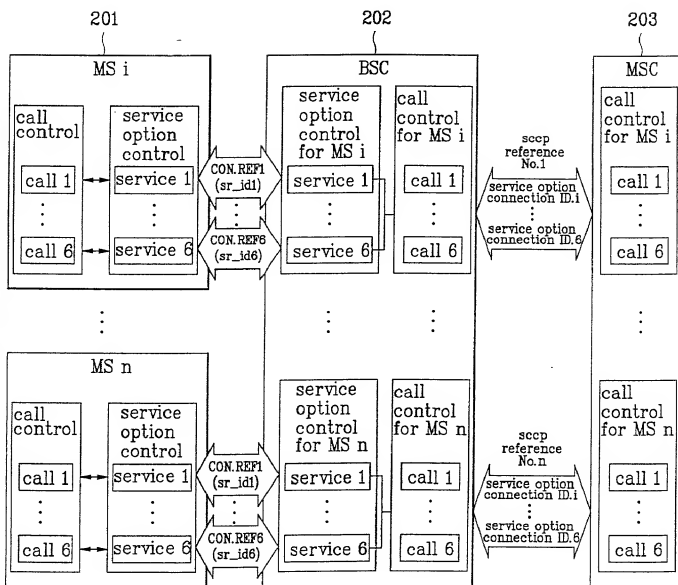 201
202
203
MS i
BSC
MSC
call
control
call 1
call 6
service
option
control
service 1
service 6
CON.REF1
(sr_id1)
CON.REF6
(sr_id6)
service
option
control
for MS i
service 1
service 6
call
control
for MS i
call 1
call 6
sccp
reference
No.1
service option
connection ID.i
service option
connection ID.6
call
control
for MS i
call 1
call 6
MS n
call
control
call 1
call 6
service
option
control
service 1
service 6
CON.REF1
(sr_id1)
CON.REF6
(sr_id6)
service
option
control
for MS n
service 1
service 6
call
control
for MS n
call 1
call 6
sccp
reference
No.n
service option
connection ID.i
service option
connection ID.6
call
control
for MS n
call 1
call 6